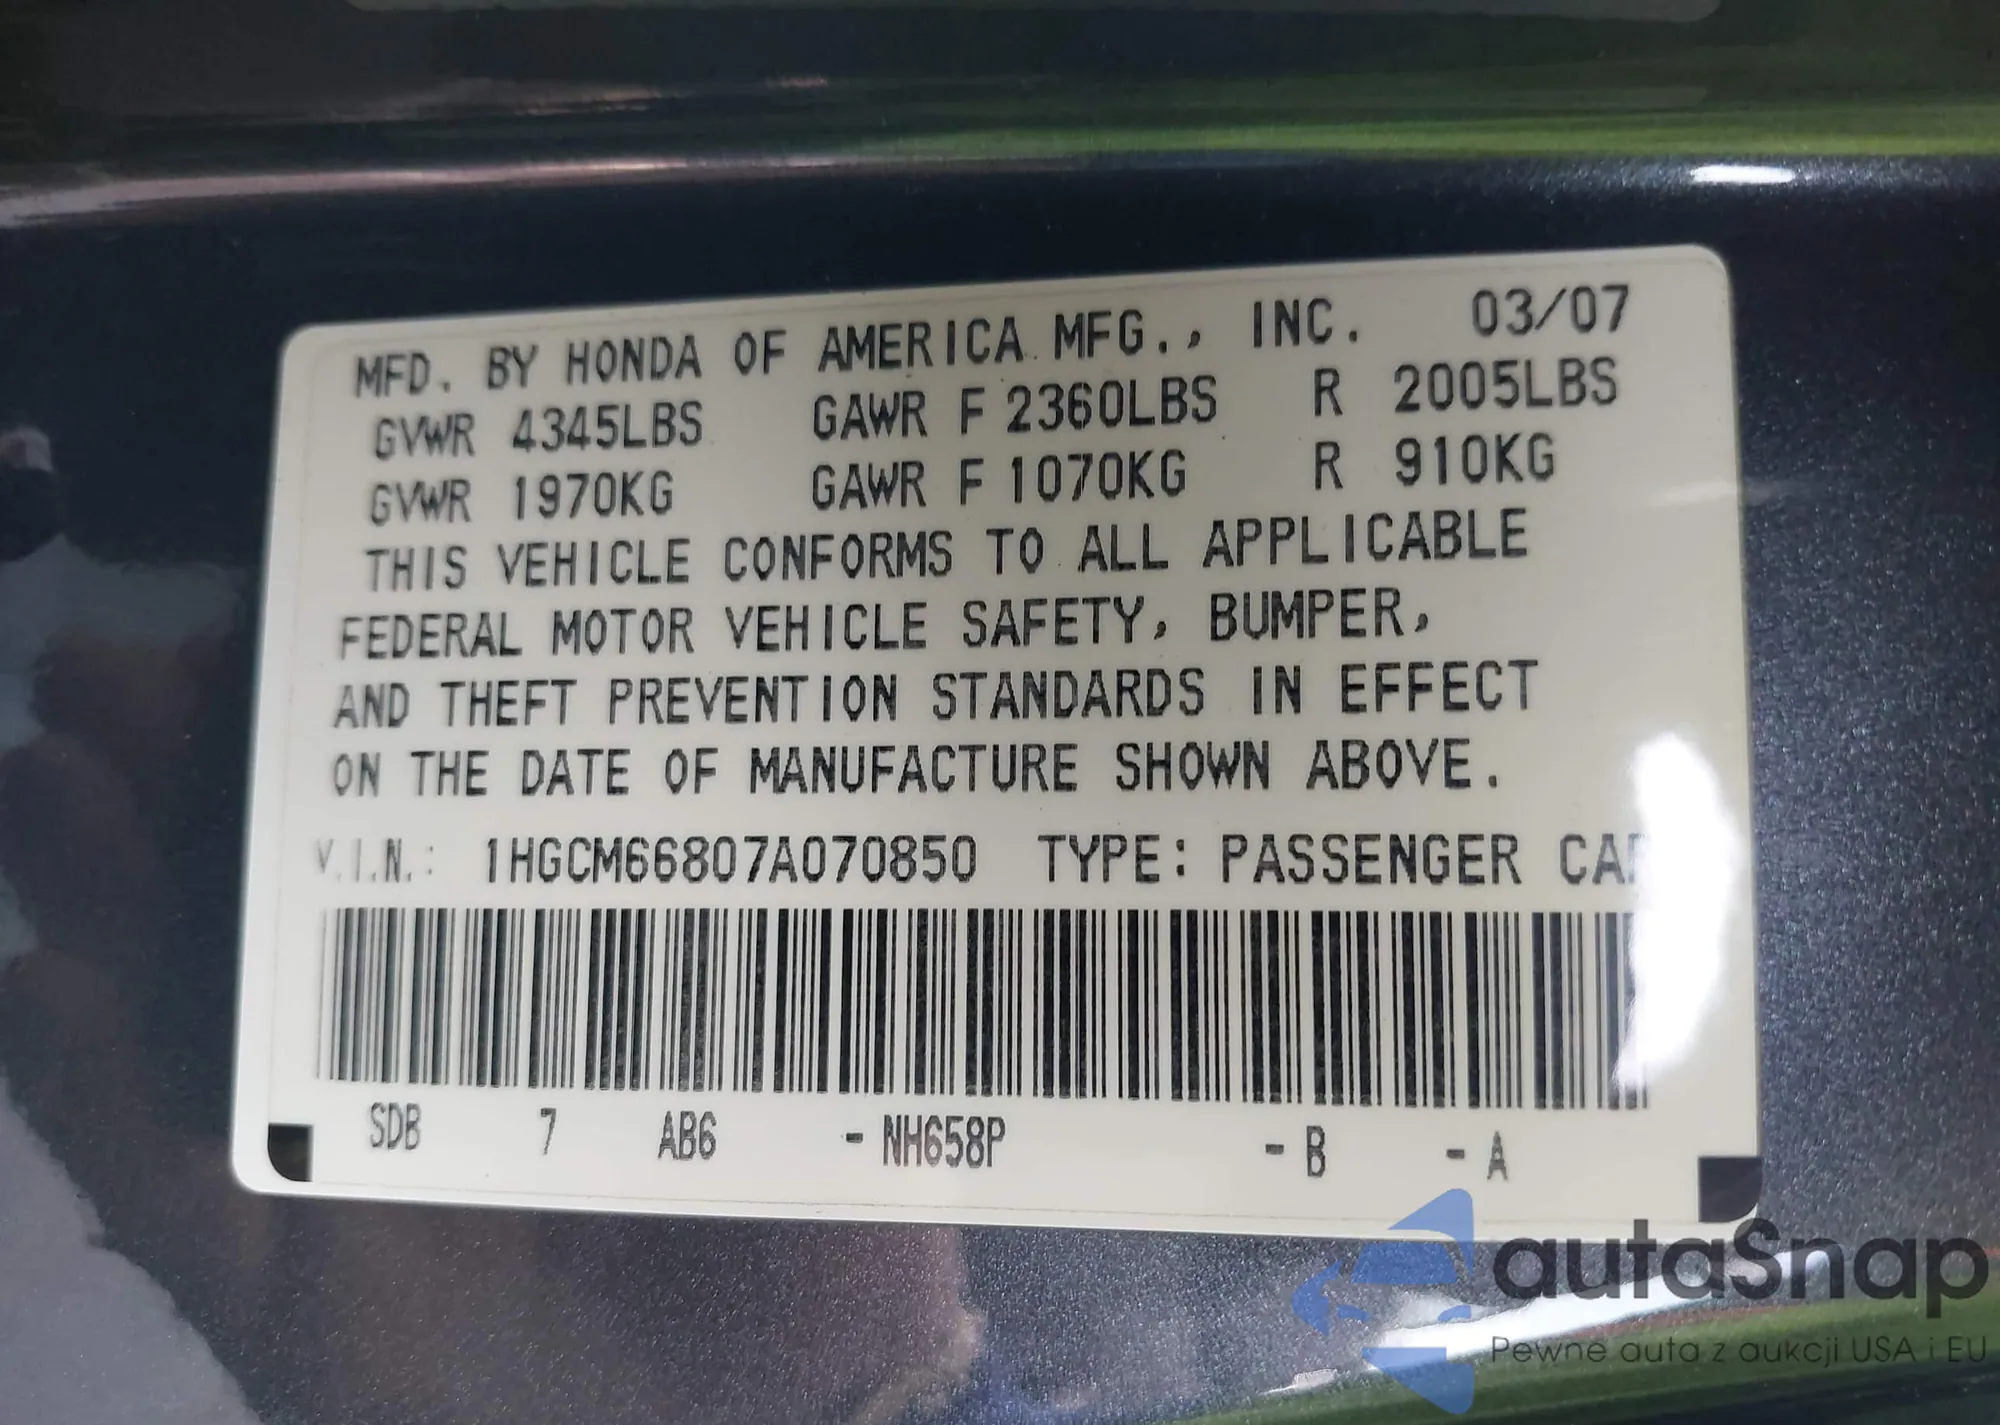 MFD. BY HONDA OF AMERICA MFG., INC. 03/07
GVWR 4345LBS GAWR F 2360LBS R 2005LBS
GVWR 1970KG GAWR F 1070KG R 910KG
THIS VEHICLE CONFORMS TO ALL APPLICABLE
FEDERAL MOTOR VEHICLE SAFETY, BUMPER,
AND THEFT PREVENTION STANDARDS IN EFFECT
ON THE DATE OF MANUFACTURE SHOWN ABOVE.
V.I.N.: 1HGCM66807A070850 TYPE: PASSENGER CAR
SDB 7 AB6 - NH658P - B - A
autaSnap
Pewne auta z aukcji USA i EU